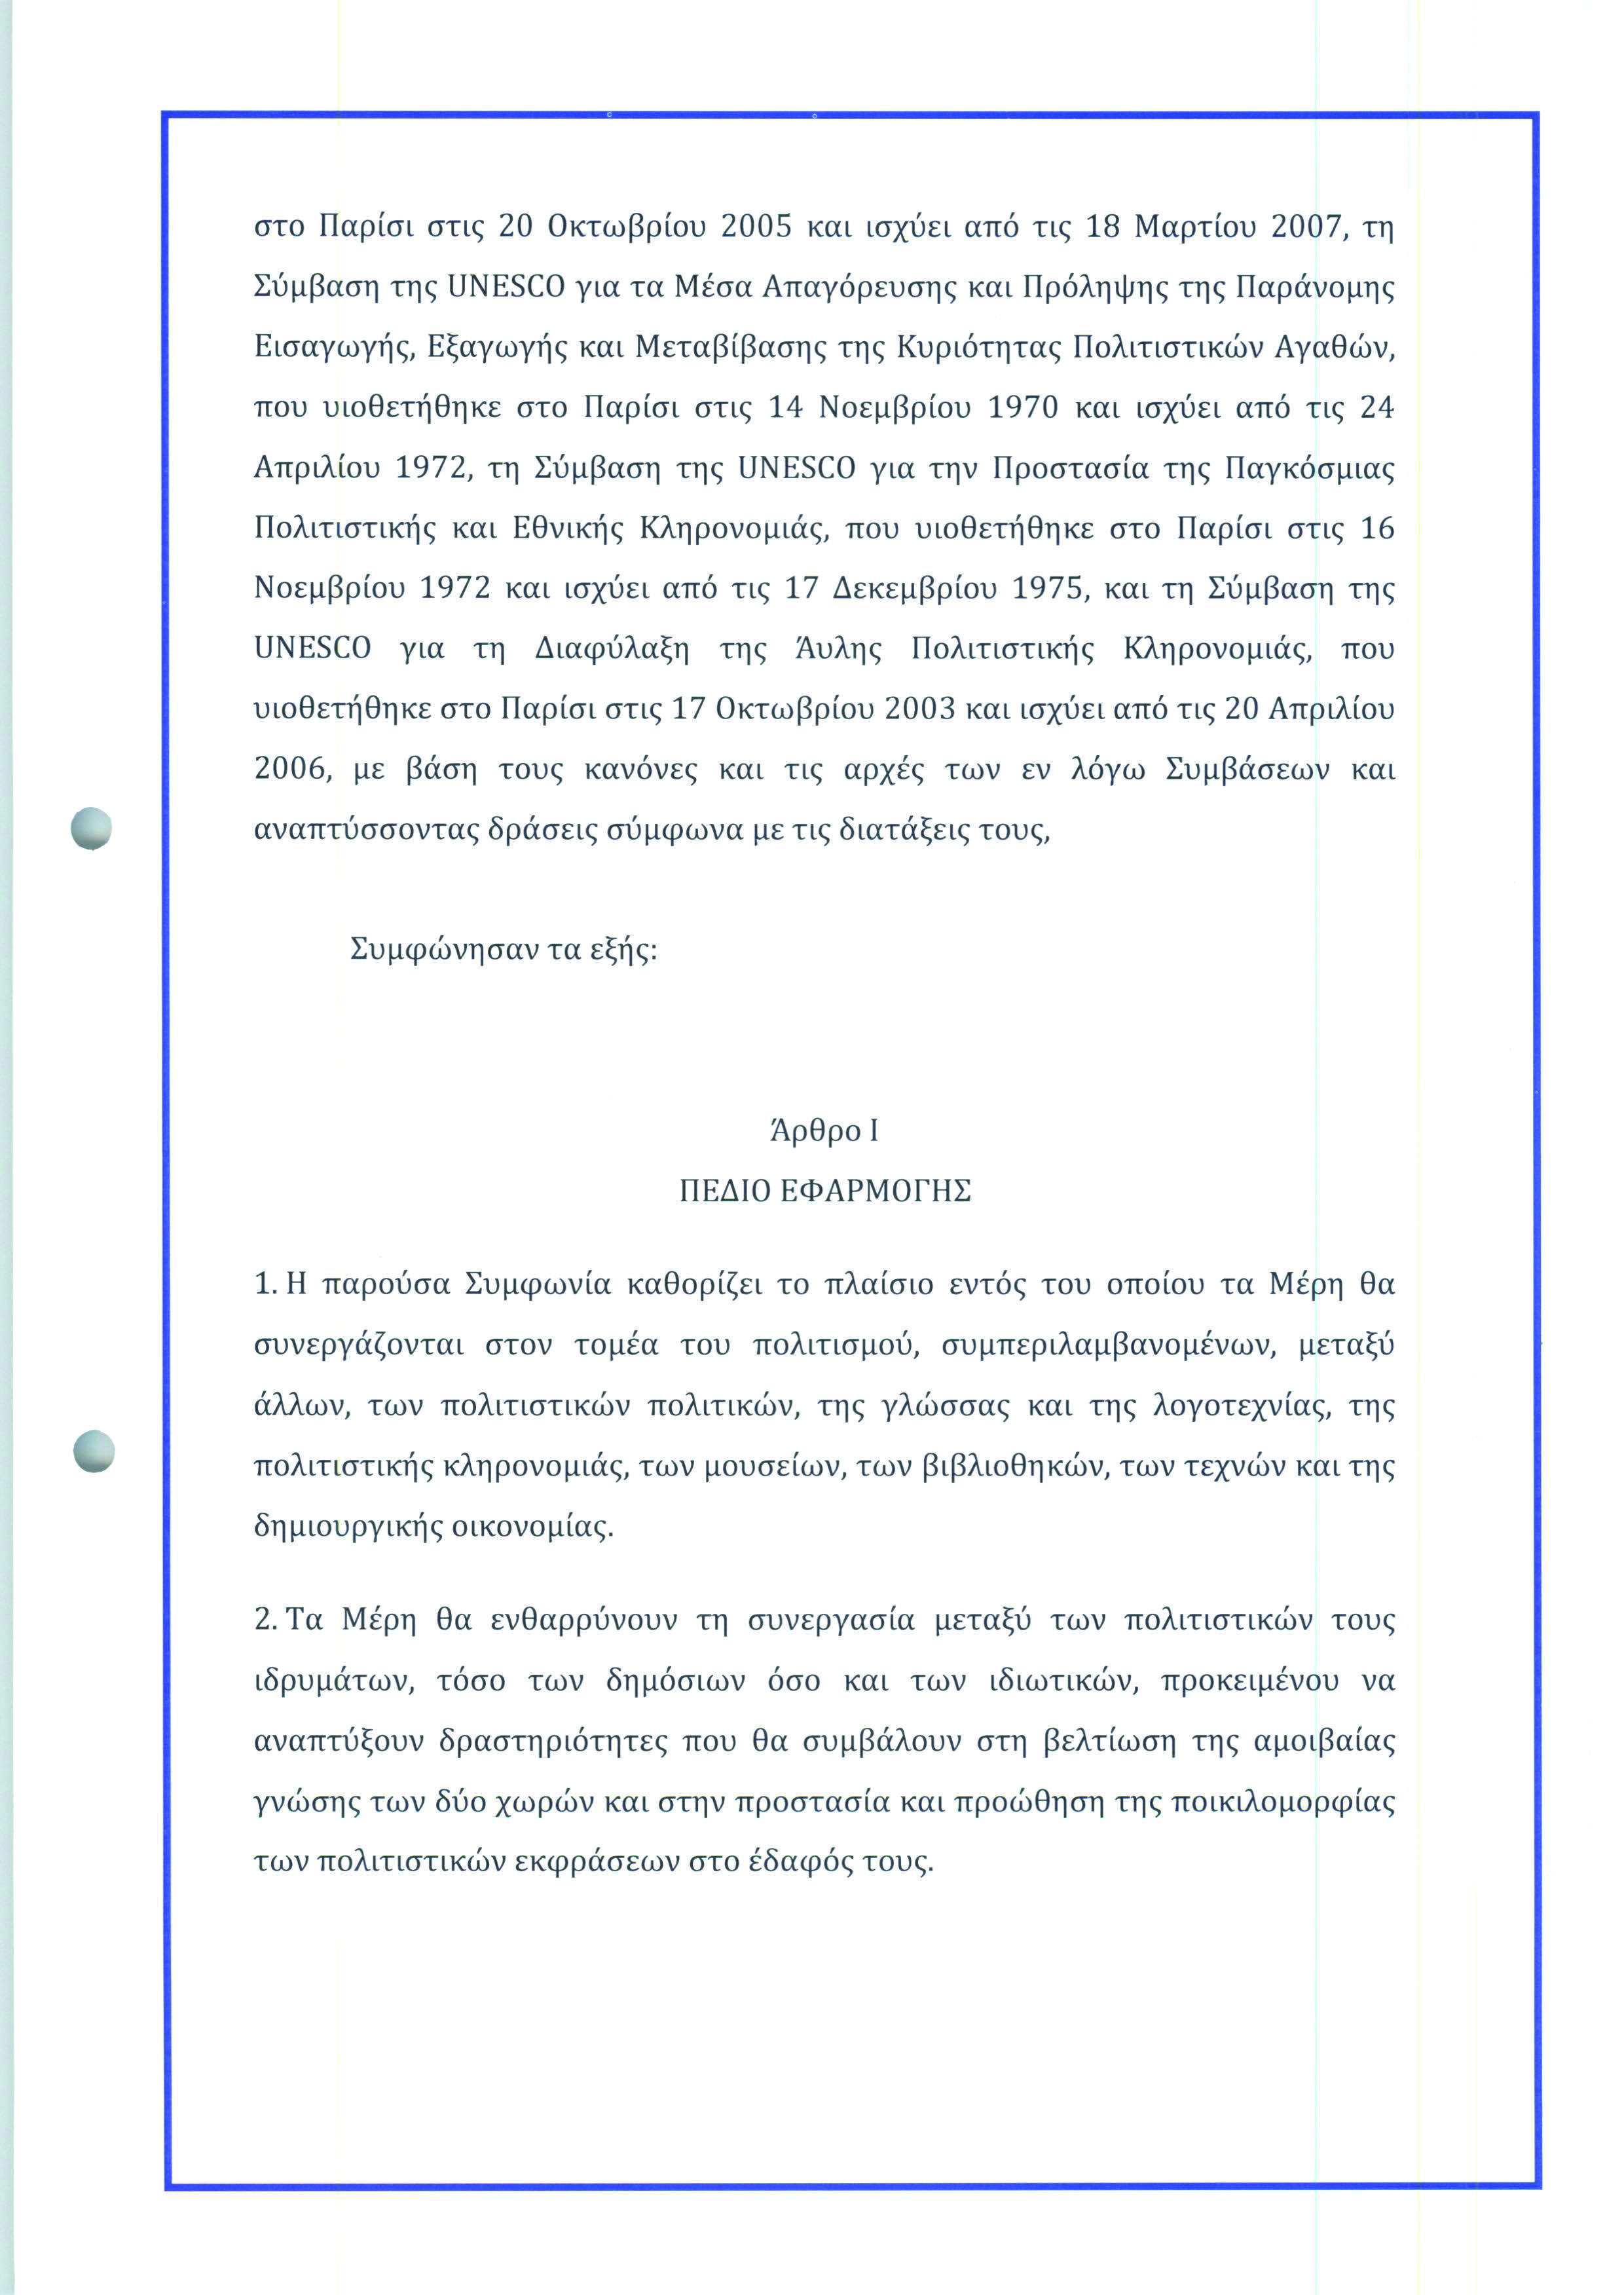 στο Παρίσι στις 20 Οκτωβρίου 2005 και ισχύει από τις 18 Μαρτίου 2007, τη
Σύμβαση της UNESCO για τα Μέσα Απαγόρευσης και Πρόληψης της Παράνομης
Εισαγωγής, Εξαγωγής και Μεταβίβασης της Κυριότητας Πολιτιστικών Αγαθών,
που υιοθετήθηκε στο Παρίσι στις 14 Νοεμβρίου 1970 και ισχύει από τις 24
Απριλίου 1972, τη Σύμβαση της UNESCO για την Προστασία της Παγκόσμιας
Πολιτιστικής και Εθνικής Κληρονομιάς, που υιοθετήθηκε στο Παρίσι στις 16
Νοεμβρίου 1972 και ισχύει από τις 17 Δεκεμβρίου 1975, και τη Σύμβαση της
UNESCO για τη Διαφύλαξη της Άυλης Πολιτιστικής Κληρονομιάς, που
υιοθετήθηκε στο Παρίσι στις 17 Οκτωβρίου 2003 και ισχύει από τις 20 Απριλίου
2006, με βάση τους κανόνες και τις αρχές των εν λόγω Συμβάσεων και
αναπτύσσοντας δράσεις σύμφωνα με τις διατάξεις τους,
Συμφώνησαν τα εξής:
Άρθρο Ι
ΠΕΔΙΟ ΕΦΑΡΜΟΓΗΣ
1. Η παρούσα Συμφωνία καθορίζει το πλαίσιο εντός του οποίου τα Μέρη θα
συνεργάζονται στον τομέα του πολιτισμού, συμπεριλαμβανομένων, μεταξύ
άλλων, των πολιτιστικών πολιτικών, της γλώσσας και της λογοτεχνίας, της
πολιτιστικής κληρονομιάς, των μουσείων, των βιβλιοθηκών, των τεχνών και της
δημιουργικής οικονομίας.
2. Τα Μέρη θα ενθαρρύνουν τη συνεργασία μεταξύ των πολιτιστικών τους
ιδρυμάτων, τόσο των δημόσιων όσο και των ιδιωτικών, προκειμένου να
αναπτύξουν δραστηριότητες που θα συμβάλουν στη βελτίωση της αμοιβαίας
γνώσης των δύο χωρών και στην προστασία και προώθηση της ποικιλομορφίας
των πολιτιστικών εκφράσεων στο έδαφός τους.